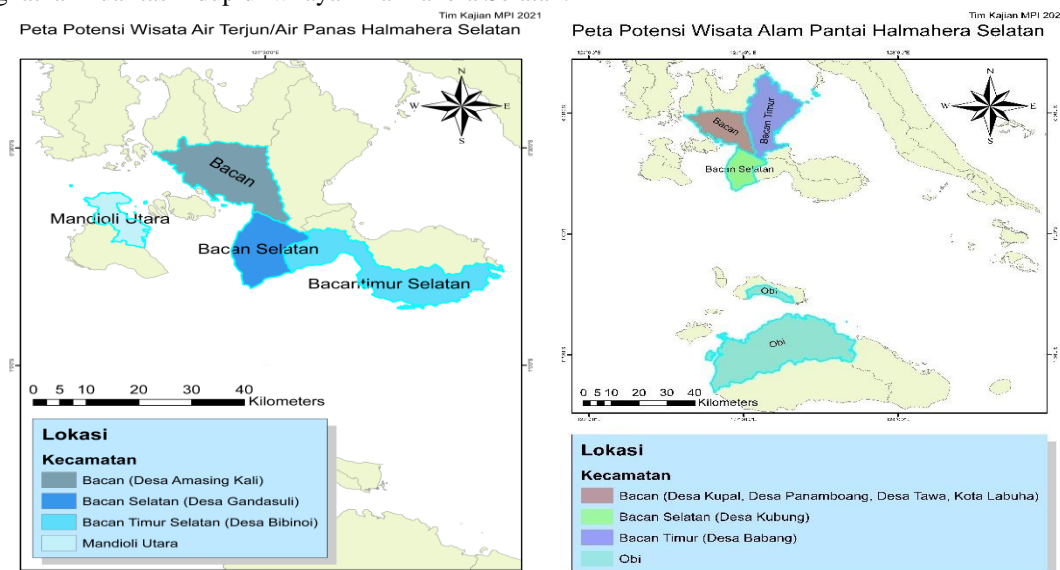 Tim Kajian MPI 2021
Peta Potensi Wisata Air Terjun/Air Panas Halmahera Selatan
N
W
E
S
Bacan
Mandioli Utara
Bacan Selatan
Bacantimur Selatan
0 5 10 20 30 40
Kilometers
Lokasi
Kecamatan
Bacan (Desa Amasing Kali)
Bacan Selatan (Desa Gandasuli)
Bacan Timur Selatan (Desa Bibinoi)
Mandioli Utara
Tim Kajian MPI 202
Peta Potensi Wisata Alam Pantai Halmahera Selatan
N
W
E
S
Bacan
Bacan Timur
Bacan Selatan
Obi
Obi
0 5 10 20 30 40
Kilometers
Lokasi
Kecamatan
Bacan (Desa Kupal, Desa Panamboang, Desa Tawa, Kota Labuha)
Bacan Selatan (Desa Kubung)
Bacan Timur (Desa Babang)
Obi